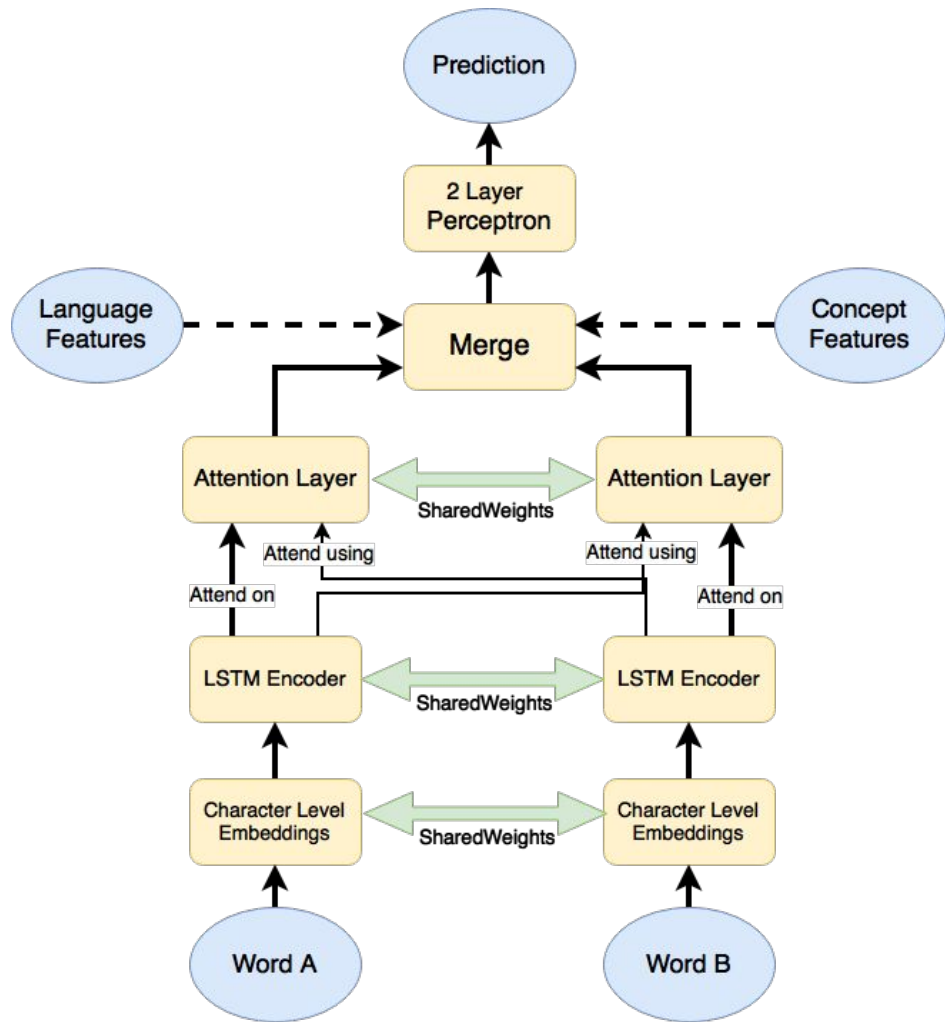 Prediction
2 Layer
Perceptron
Language
Features
Merge
Concept
Features
Attention Layer
SharedWeights
Attention Layer
Attend using
Attend using
Attend on
Attend on
LSTM Encoder
SharedWeights
LSTM Encoder
Character Level
Embeddings
SharedWeights
Character Level
Embeddings
Word A
Word B